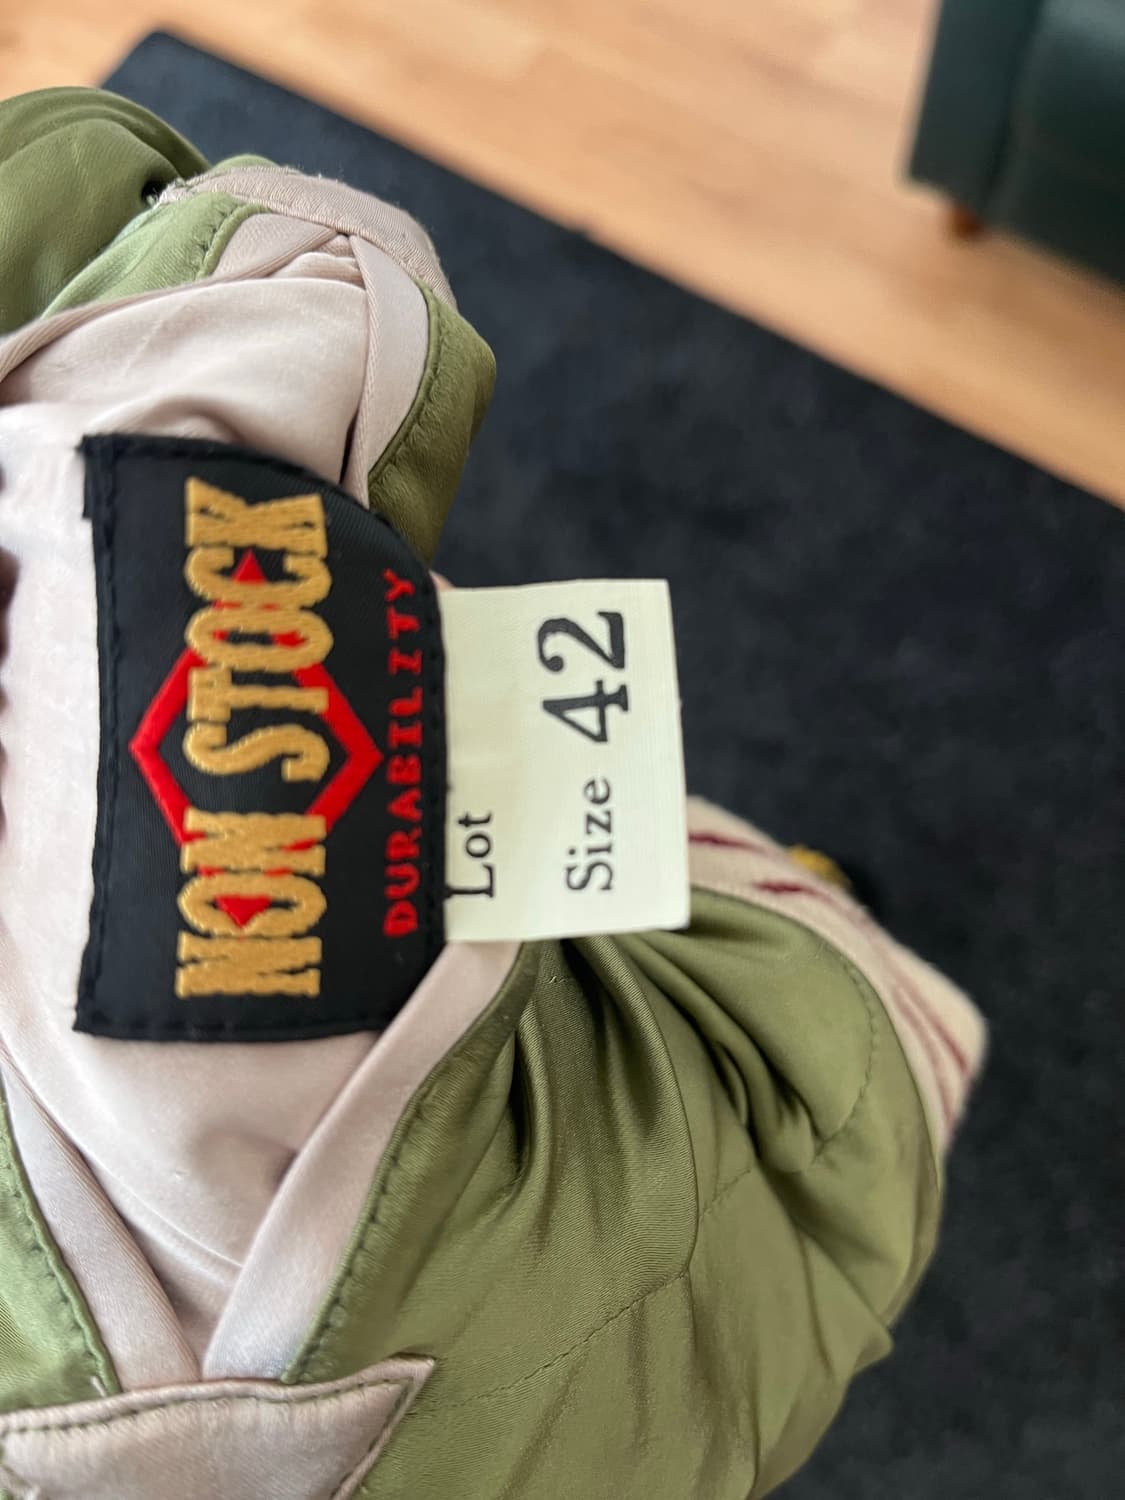 NON STOCK
DURABILITY
Lot
Size 42